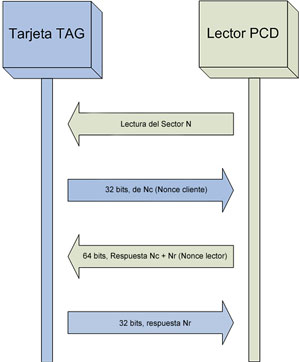 Tarjeta TAG
Lector PCD
Lectura del Sector N
32 bits, de Nc (Nonce cliente)
64 bits, Respuesta Nc + Nr (Nonce lector)
32 bits, respuesta Nr